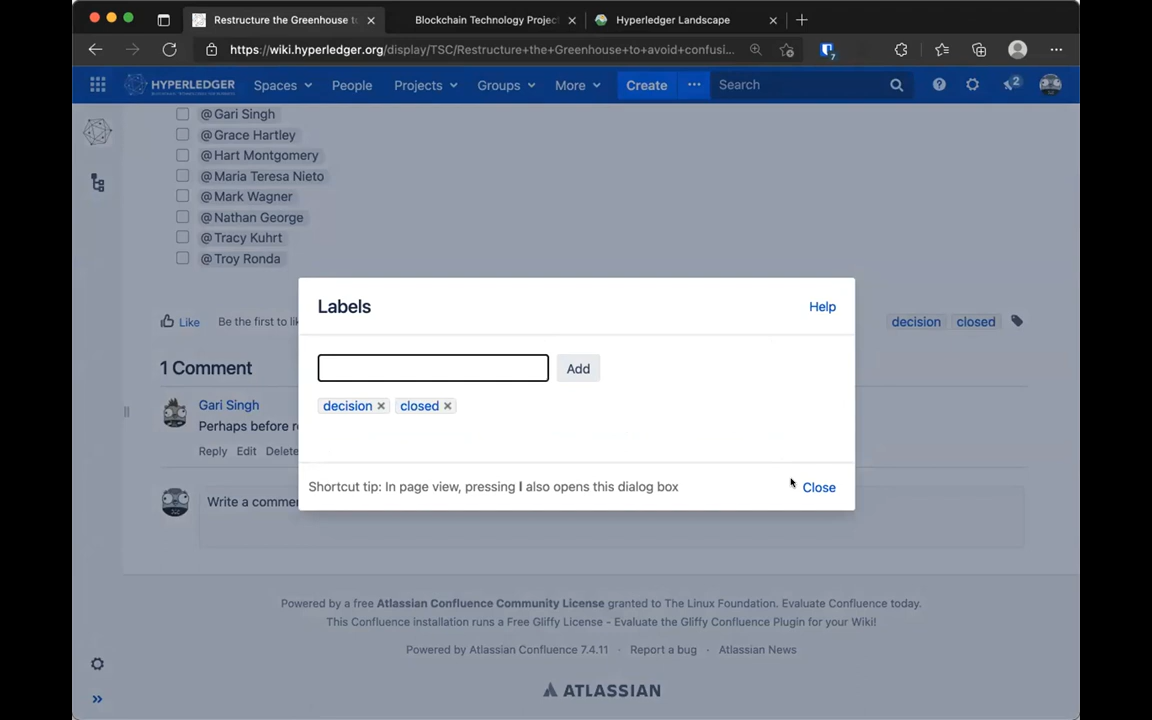 Restructure the Greenhouse to
Blockchain Technology Projec
Hyperledger Landscape
https://wiki.hyperledger.org/display/TSC/Restructure+the+Greenhouse+to+avoid+confusi...
7
HYPERLEDGER
Spaces
People
Projects
Groups
More
Create
Search
2
@Gari Singh
@Grace Hartley
@Hart Montgomery
@Maria Teresa Nieto
@Mark Wagner
@Nathan George
@Tracy Kuhrt
@Troy Ronda
Labels
Help
Like
Be the first to lik
decision
closed
1 Comment
Add
decision
closed
Gari Singh
Perhaps before r
Reply Edit Delete
Shortcut tip: In page view, pressing l also opens this dialog box
Close
Write a comme
Powered by a free Atlassian Confluence Community License granted to The Linux Foundation. Evaluate Confluence today.
This Confluence installation runs a Free Gliffy License - Evaluate the Gliffy Confluence Plugin for your Wiki!
Powered by Atlassian Confluence 7.4.11 · Report a bug · Atlassian News
ATLASSIAN